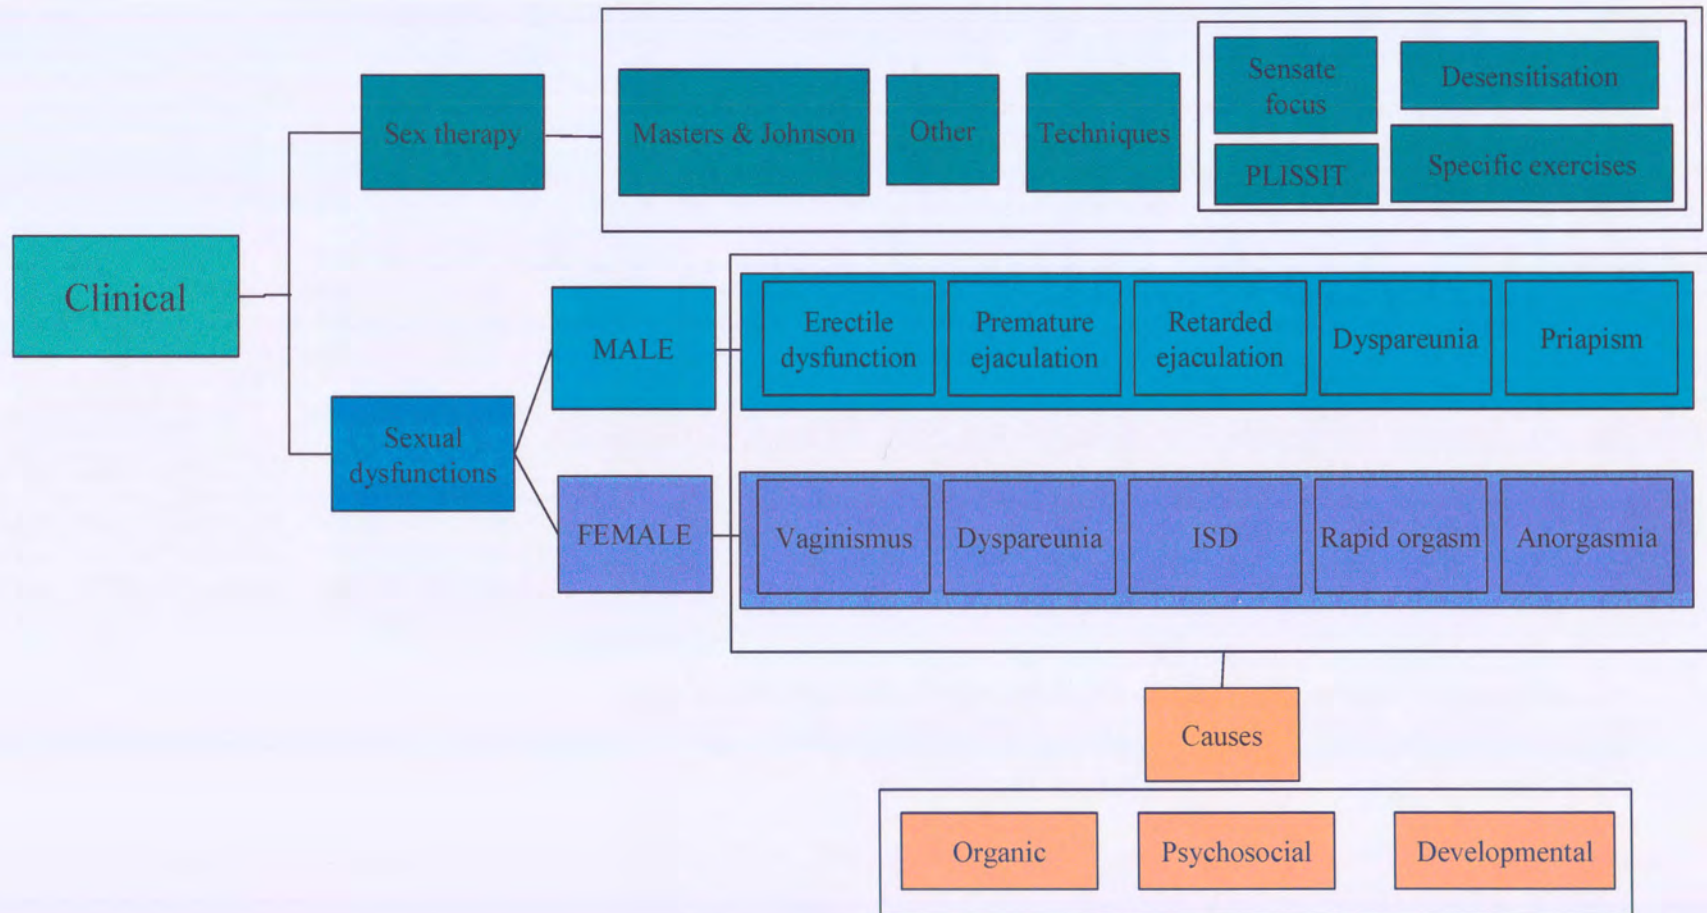 Sex therapy
Masters & Johnson
Other
Techniques
Sensate
focus
Desensitisation
PLISSIT
Specific exercises
Clinical
Sexual
dysfunctions
MALE
Erectile
dysfunction
Premature
ejaculation
Retarded
ejaculation
Dyspareunia
Priapism
FEMALE
Vaginismus
Dyspareunia
ISD
Rapid orgasm
Anorgasmia
Causes
Organic
Psychosocial
Developmental